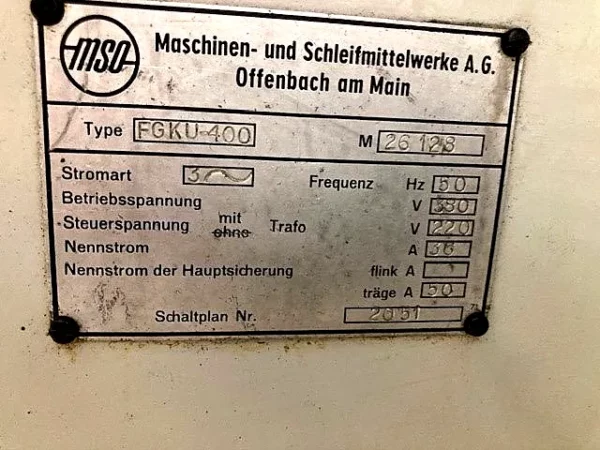 MSO
Maschinen- und Schleifmittelwerke A.G.
Offenbach am Main
Type FGKU-400 M 26128
Stromart 3~ Frequenz Hz 50
Betriebsspannung V 380
Steuerspannung mit ohne Trafo V 220
Nennstrom A 36
Nennstrom der Hauptsicherung flink A
träge A 50
Schaltplan Nr. 2051